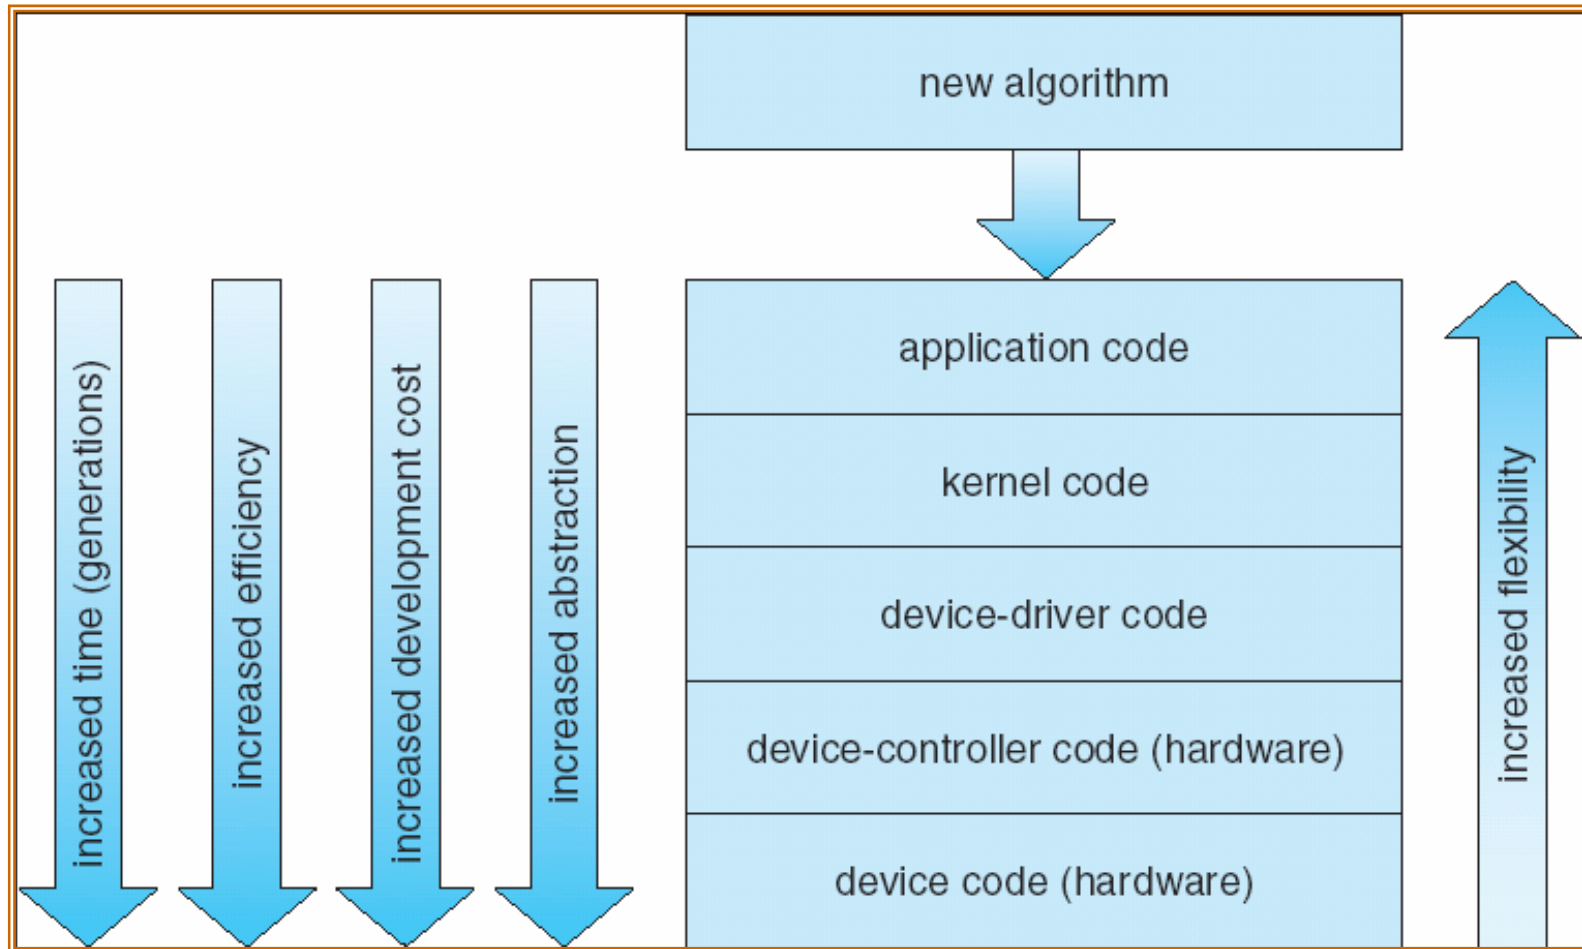 new algorithm
increased time (generations)
increased efficiency
increased development cost
increased abstraction
application code
kernel code
device-driver code
device-controller code (hardware)
device code (hardware)
increased flexibility